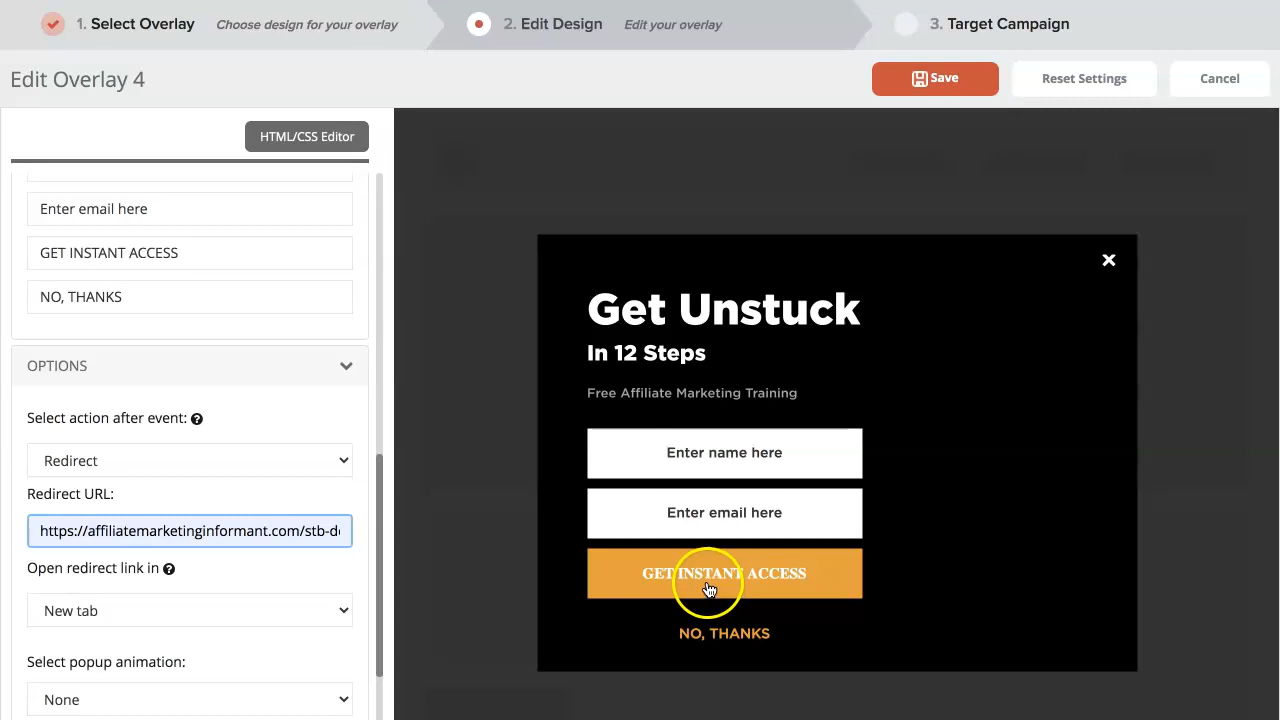 1. Select Overlay Choose design for your overlay 2. Edit Design Edit your overlay 3. Target Campaign
Edit Overlay 4
Save Reset Settings Cancel
HTML/CSS Editor
Enter email here
GET INSTANT ACCESS
NO, THANKS
OPTIONS
Select action after event:
Redirect
Redirect URL:
https://affiliatemarketinginformant.com/stb-d
Open redirect link in
New tab
Select popup animation:
None
Get Unstuck
In 12 Steps
Free Affiliate Marketing Training
Enter name here
Enter email here
GET INSTANT ACCESS
NO, THANKS